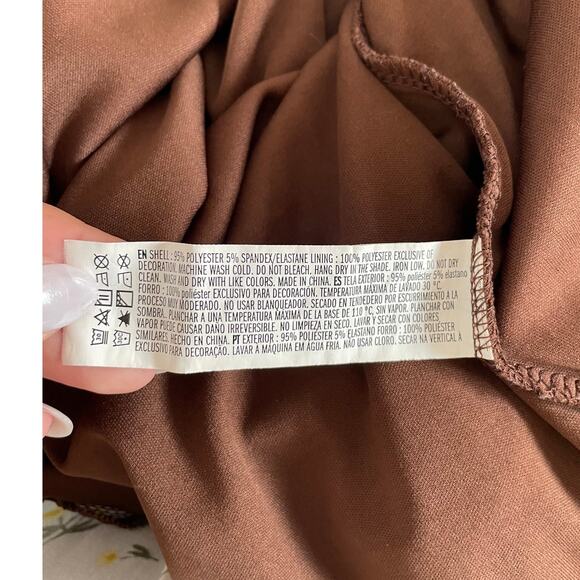 EN SHELL : 95% POLYESTER 5% SPANDEX/ELASTANE LINING : 100% POLYESTER EXCLUSIVE OF
DECORATION. MACHINE WASH COLD. DO NOT BLEACH. HANG DRY IN THE SHADE. IRON LOW. DO NOT DRY
CLEAN. WASH AND DRY WITH LIKE COLORS. MADE IN CHINA. ES TELA EXTERIOR : 95% poliéster 5% elastano
FORRO : 100% poliéster EXCLUSIVO PARA DECORACIÓN. TEMPERATURA MÁXIMA DE LAVADO 30 °C.
PROCESO MUY MODERADO. NO USAR BLANQUEADOR. SECADO EN TENDEDERO POR ESCURRIMIENTO A LA
SOMBRA. PLANCHAR A UNA TEMPERATURA MÁXIMA DE LA BASE DE 110 °C, SIN VAPOR. PLANCHAR CON
VAPOR PUEDE CAUSAR DAÑO IRREVERSIBLE. NO LIMPIEZA EN SECO. LAVAR Y SECAR CON COLORES
SIMILARES. HECHO EN CHINA. PT EXTERIOR : 95% POLIÉSTER 5% ELASTANO FORRO : 100% POLIÉSTER
EXCLUSIVO PARA DECORAÇÃO. LAVAR À MÁQUINA EM ÁGUA FRIA. NÃO USAR CLORO. SECAR NA VERTICAL À